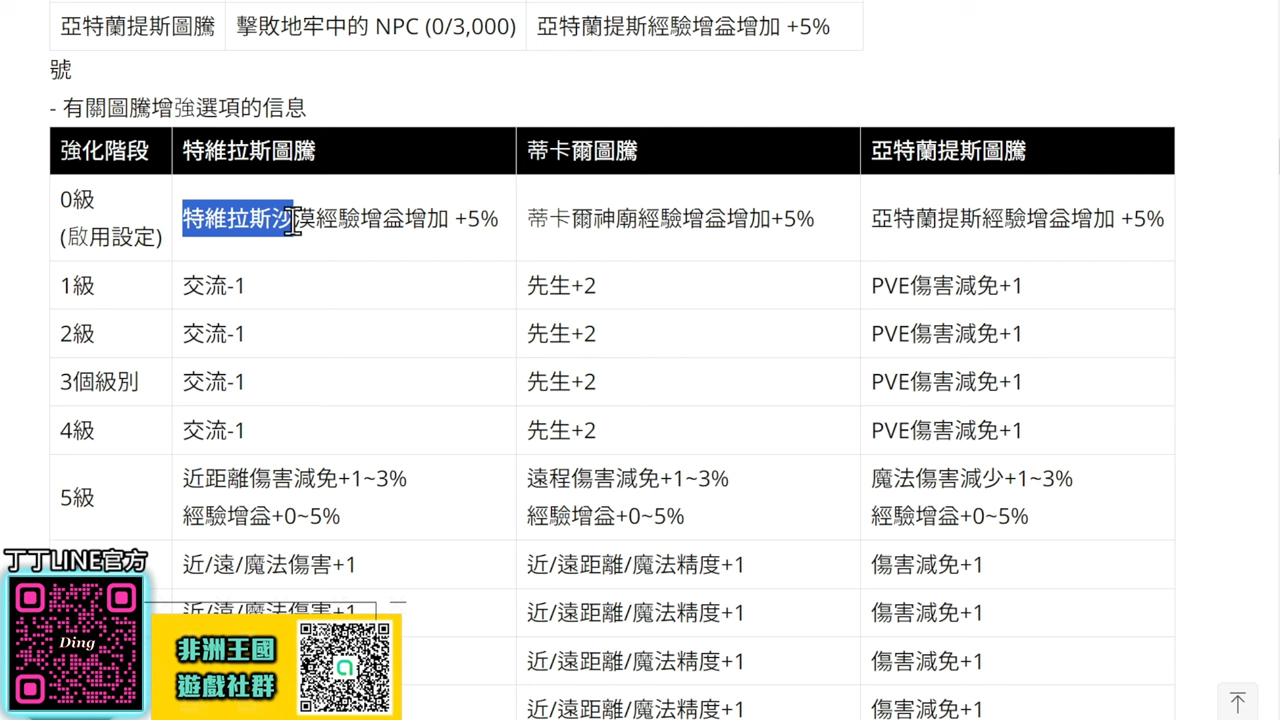 亞特蘭提斯圖騰 擊敗地牢中的 NPC (0/3,000) 亞特蘭提斯經驗增益增加 +5%
號
- 有關圖騰增強選項的信息
強化階段 特維拉斯圖騰 蒂卡爾圖騰 亞特蘭提斯圖騰
0級
(啟用設定) 特維拉斯沙漠經驗增益增加 +5% 蒂卡爾神廟經驗增益增加+5% 亞特蘭提斯經驗增益增加 +5%
1級 交流-1 先生+2 PVE傷害減免+1
2級 交流-1 先生+2 PVE傷害減免+1
3個級別 交流-1 先生+2 PVE傷害減免+1
4級 交流-1 先生+2 PVE傷害減免+1
5級 近距離傷害減免+1~3% 遠程傷害減免+1~3% 魔法傷害減少+1~3%
經驗增益+0~5% 經驗增益+0~5% 經驗增益+0~5%
近/遠/魔法傷害+1 近/遠距離/魔法精度+1 傷害減免+1
近/遠/魔法傷害+1 近/遠距離/魔法精度+1 傷害減免+1
近/遠距離/魔法精度+1 傷害減免+1
近/遠距離/魔法精度+1 傷害減免+1
丁丁LINE官方
Ding
非洲王國
遊戲社群